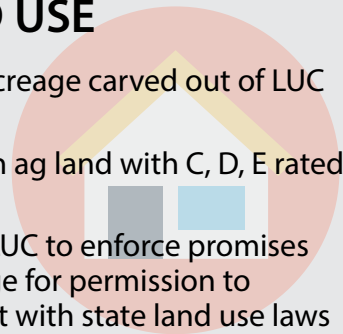 USE
creage carved out of LUC
ag land with C, D, E rated
UC to enforce promises
e for permission to
t with state land use laws